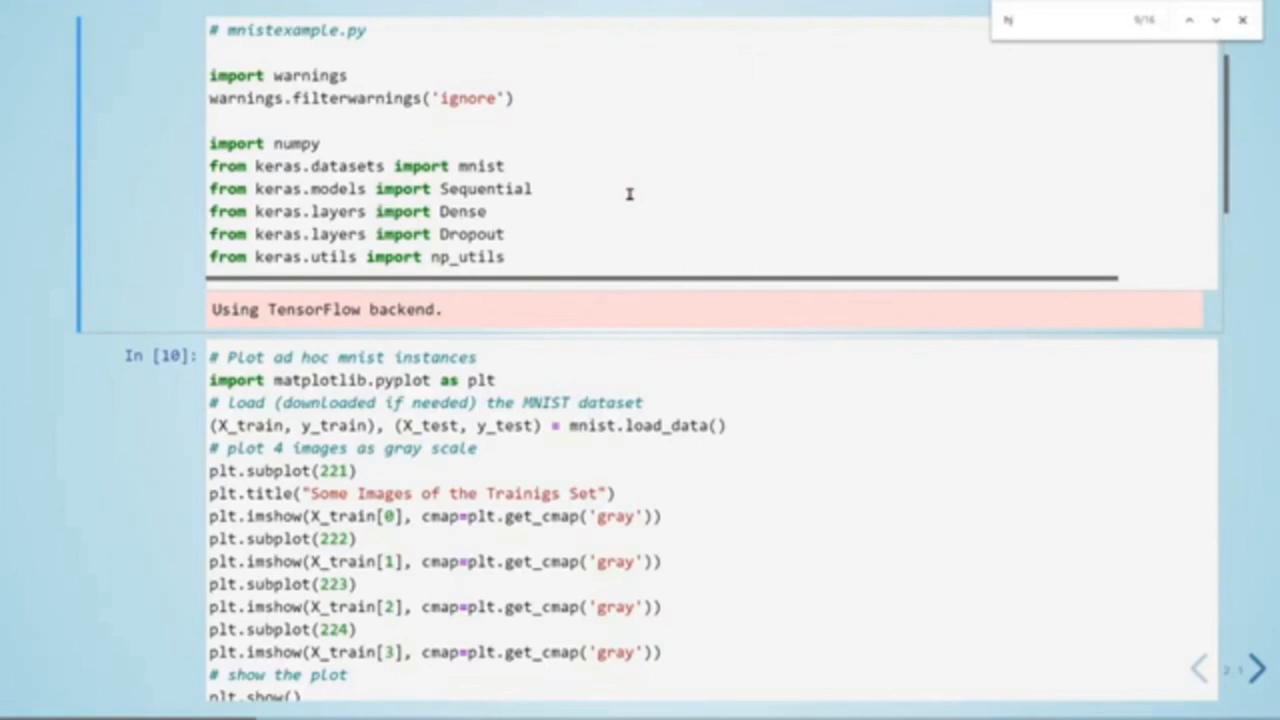 # mnistexample.py
9/16
import warnings
warnings.filterwarnings('ignore')
import numpy
from keras.datasets import mnist
from keras.models import Sequential
from keras.layers import Dense
from keras.layers import Dropout
from keras.utils import np_utils
Using TensorFlow backend.
In [10]:
# Plot ad hoc mnist instances
import matplotlib.pyplot as plt
# load (downloaded if needed) the MNIST dataset
(X_train, y_train), (X_test, y_test) = mnist.load_data()
# plot 4 images as gray scale
plt.subplot(221)
plt.title("Some Images of the Trainigs Set")
plt.imshow(X_train[0], cmap=plt.get_cmap('gray'))
plt.subplot(222)
plt.imshow(X_train[1], cmap=plt.get_cmap('gray'))
plt.subplot(223)
plt.imshow(X_train[2], cmap=plt.get_cmap('gray'))
plt.subplot(224)
plt.imshow(X_train[3], cmap=plt.get_cmap('gray'))
# show the plot
plt.show()